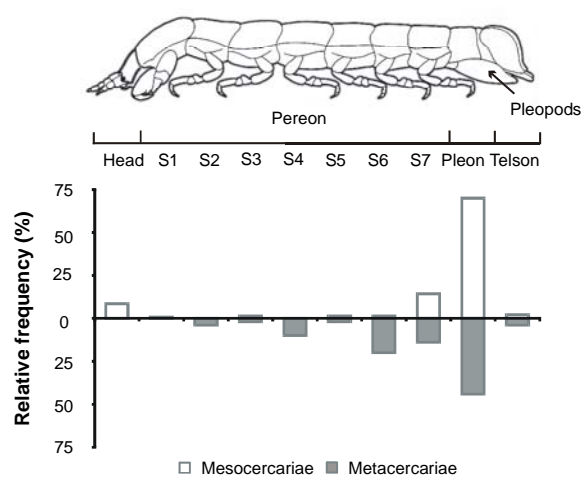 Pleopods
Pereon
Head S1 S2 S3 S4 S5 S6 S7 Pleon Telson
Relative frequency (%)
75
50
25
0
25
50
75
Mesocercariae Metacercariae